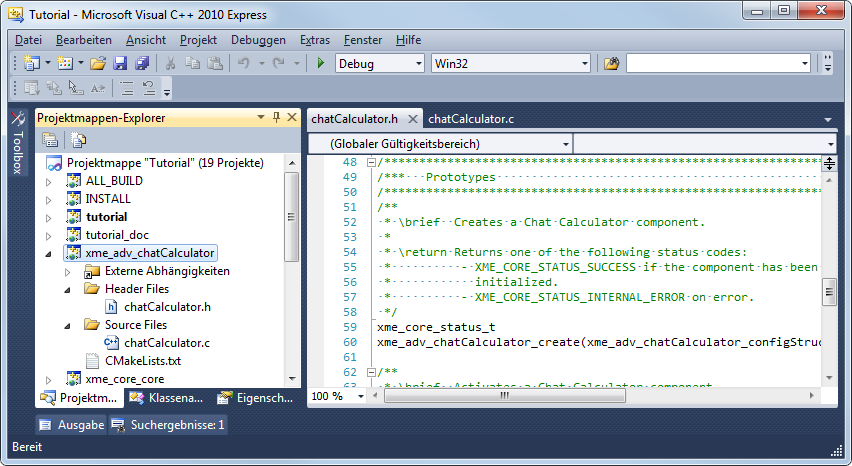 Tutorial - Microsoft Visual C++ 2010 Express
Datei Bearbeiten Ansicht Projekt Debuggen Extras Fenster Hilfe
Debug Win32
Toolbox
Projektmappen-Explorer
Projektmappe "Tutorial" (19 Projekte)
ALL_BUILD
INSTALL
tutorial
tutorial_doc
xme_adv_chatCalculator
Externe Abhängigkeiten
Header Files
chatCalculator.h
Source Files
chatCalculator.c
CMakeLists.txt
xme_core_core
Projektm... Klassena... Eigensch...
chatCalculator.h chatCalculator.c
(Globaler Gültigkeitsbereich)
48 /******************************************************************
49 /*** Prototypes
50 /******************************************************************
51 /**
52 * \brief Creates a Chat Calculator component.
53 *
54 * \return Returns one of the following status codes:
55 * - XME_CORE_STATUS_SUCCESS if the component has been
56 * initialized.
57 * - XME_CORE_STATUS_INTERNAL_ERROR on error.
58 */
59 xme_core_status_t
60 xme_adv_chatCalculator_create(xme_adv_chatCalculator_configStruc
61
62 /**
63 * \brief Activates a Chat Calculator component
100 %
Ausgabe Suchergebnisse: 1
Bereit